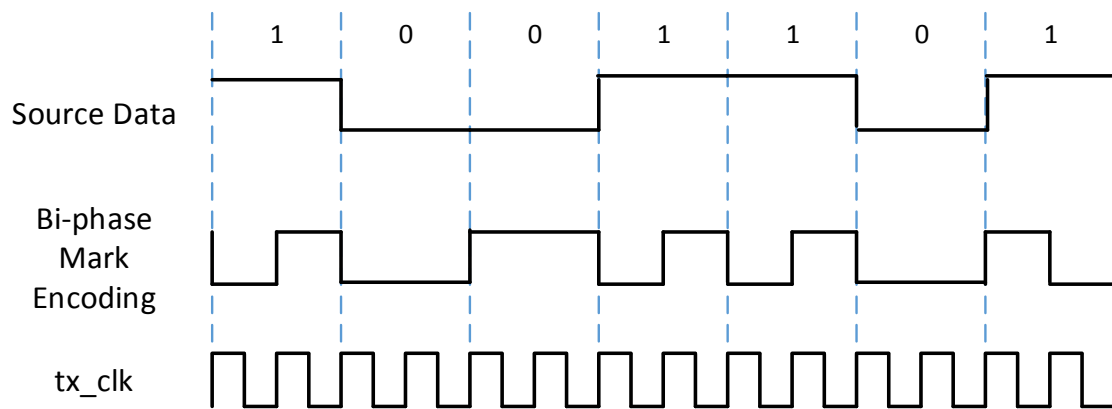 1 0 0 1 1 0 1
Source Data
Bi-phase
Mark
Encoding
tx_clk